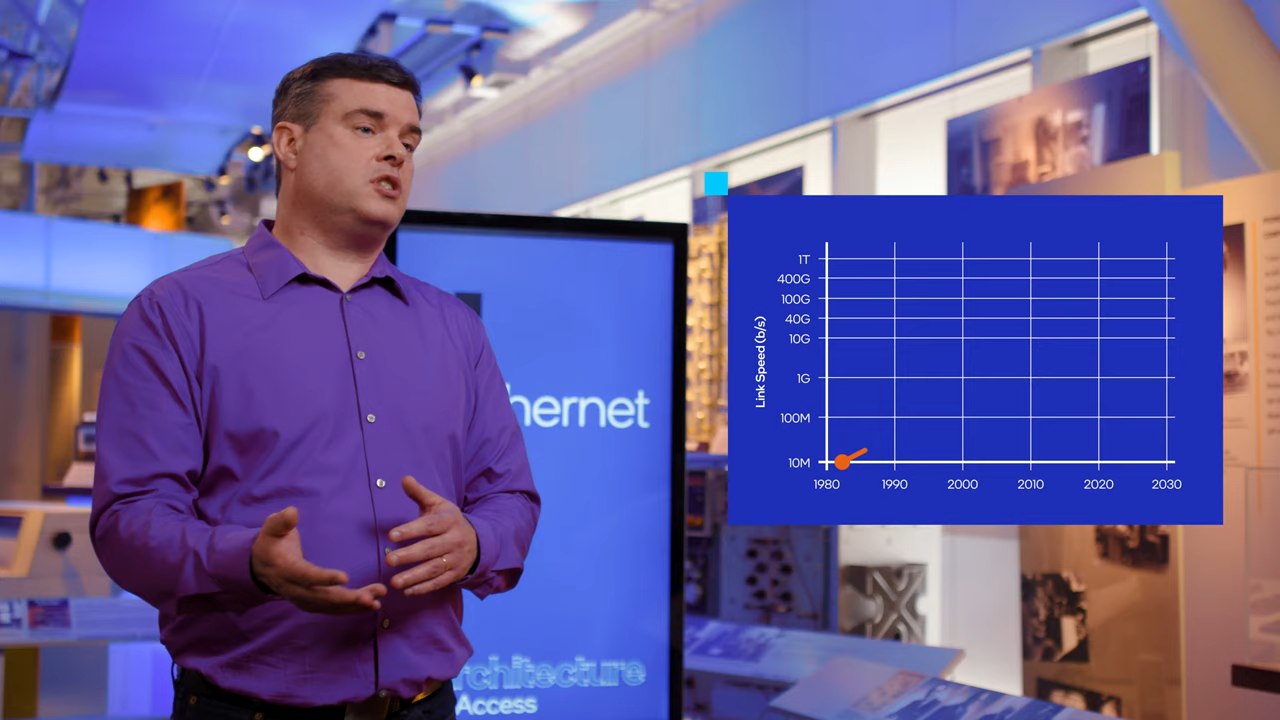 hernet
rchitecture
Access
Link Speed (b/s)
1T
400G
100G
40G
10G
1G
100M
10M
1980 1990 2000 2010 2020 2030